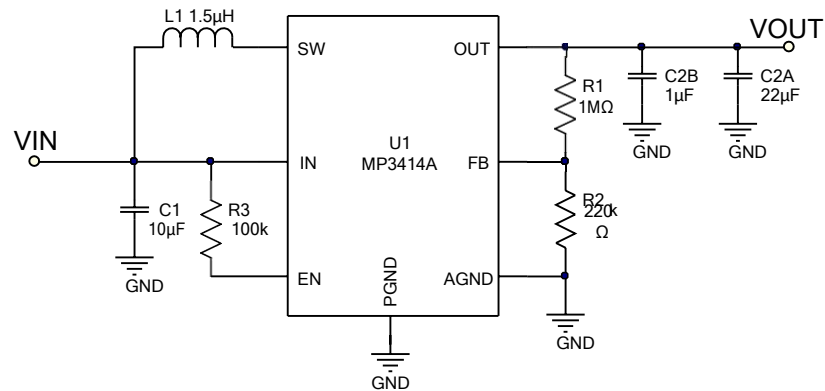 L1 1.5µH
SW
OUT
VOUT
R1
1MΩ
C2B
1µF
C2A
22µF
GND
GND
VIN
U1
MP3414A
IN
FB
C1
10µF
R3
100k
R2
220k
Ω
GND
EN
PGND
AGND
GND
GND